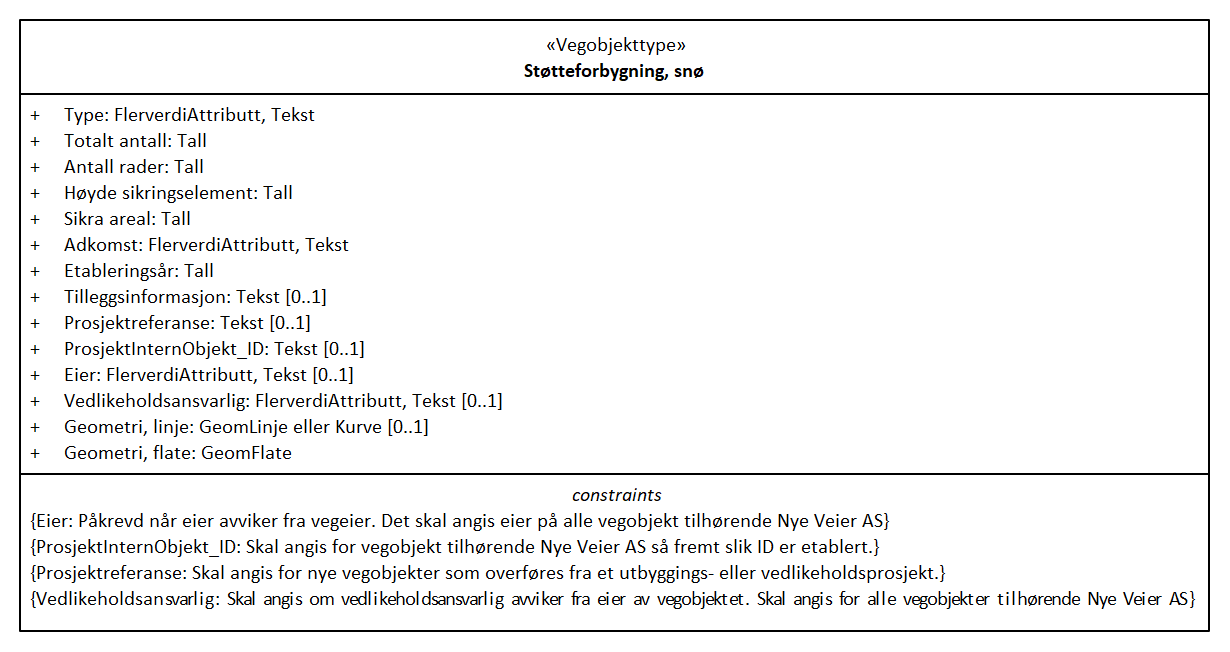 «Vegobjekttype»
Støtteforbygning, snø
+ Type: FlerverdiAttributt, Tekst
+ Totalt antall: Tall
+ Antall rader: Tall
+ Høyde sikringselement: Tall
+ Sikra areal: Tall
+ Adkomst: FlerverdiAttributt, Tekst
+ Etableringsår: Tall
+ Tilleggsinformasjon: Tekst [0..1]
+ Prosjektreferanse: Tekst [0..1]
+ ProsjektInternObjekt_ID: Tekst [0..1]
+ Eier: FlerverdiAttributt, Tekst [0..1]
+ Vedlikeholdsansvarlig: FlerverdiAttributt, Tekst [0..1]
+ Geometri, linje: GeomLinje eller Kurve [0..1]
+ Geometri, flate: GeomFlate
constraints
{Eier: Påkrevd når eier avviker fra vegeier. Det skal angis eier på alle vegobjekt tilhørende Nye Veier AS}
{ProsjektInternObjekt_ID: Skal angis for vegobjekt tilhørende Nye Veier AS så fremt slik ID er etablert.}
{Prosjektreferanse: Skal angis for nye vegobjekter som overføres fra et utbyggings- eller vedlikeholdsprosjekt.}
{Vedlikeholdsansvarlig: Skal angis om vedlikeholdsansvarlig avviker fra eier av vegobjektet. Skal angis for alle vegobjekter tilhørende Nye Veier AS}